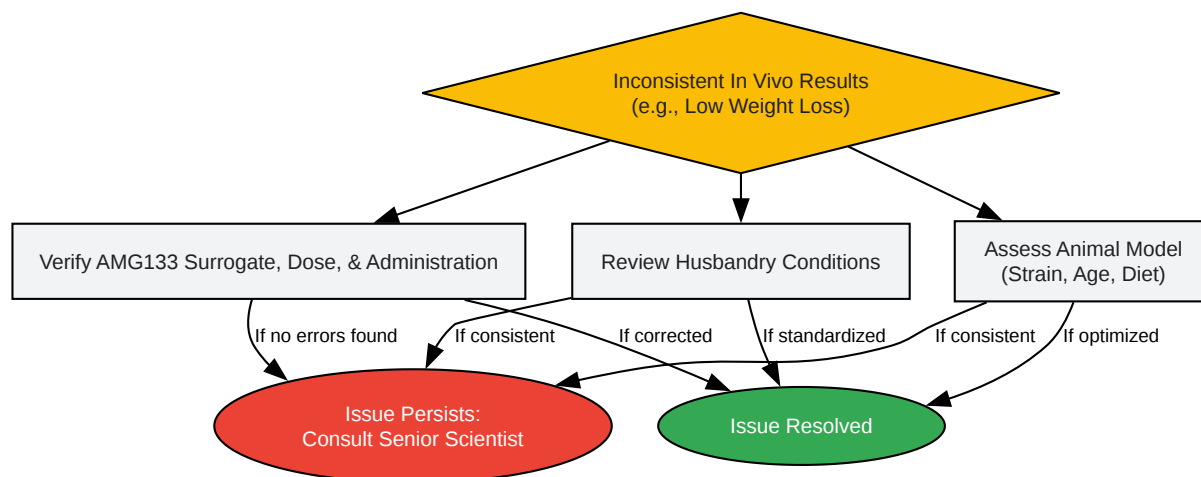 Inconsistent In Vivo Results
(e.g., Low Weight Loss)
Verify AMG133 Surrogate, Dose, & Administration
Review Husbandry Conditions
Assess Animal Model
(Strain, Age, Diet)
If no errors found
If consistent
If corrected
If standardized
If consistent
If optimized
Issue Persists:
Consult Senior Scientist
Issue Resolved